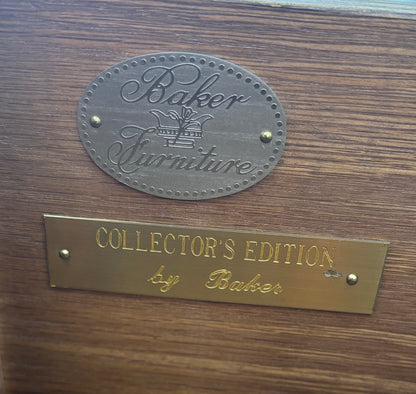 Baker
Furniture
COLLECTOR'S EDITION
by Baker